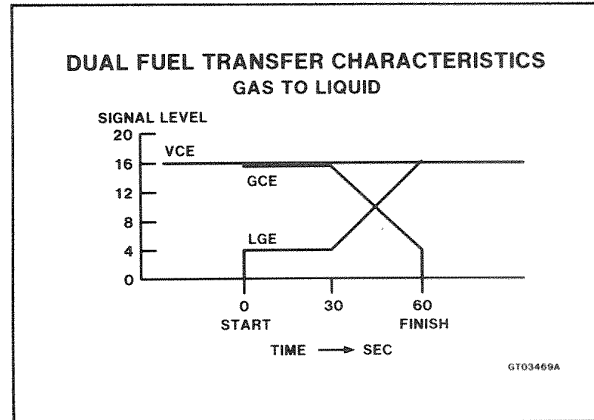 DUAL FUEL TRANSFER CHARACTERISTICS
GAS TO LIQUID
SIGNAL LEVEL
20
VCE
16
GCE
12
8
LGE
4
0
0 30 60
START FINISH
TIME → SEC
GT03469A